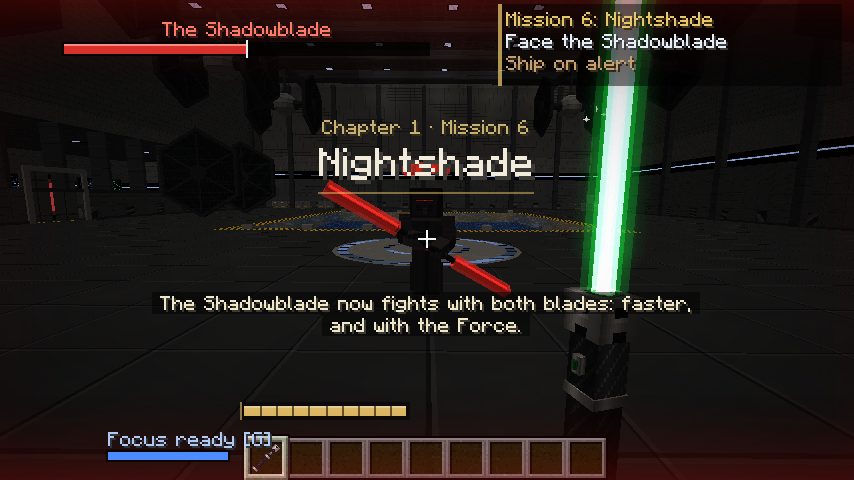 The Shadowblade
Mission 6: Nightshade
Face the Shadowblade
Ship on alert
Chapter 1 · Mission 6
Nightshade
The Shadowblade now fights with both blades: faster,
and with the Force.
Focus ready [G]